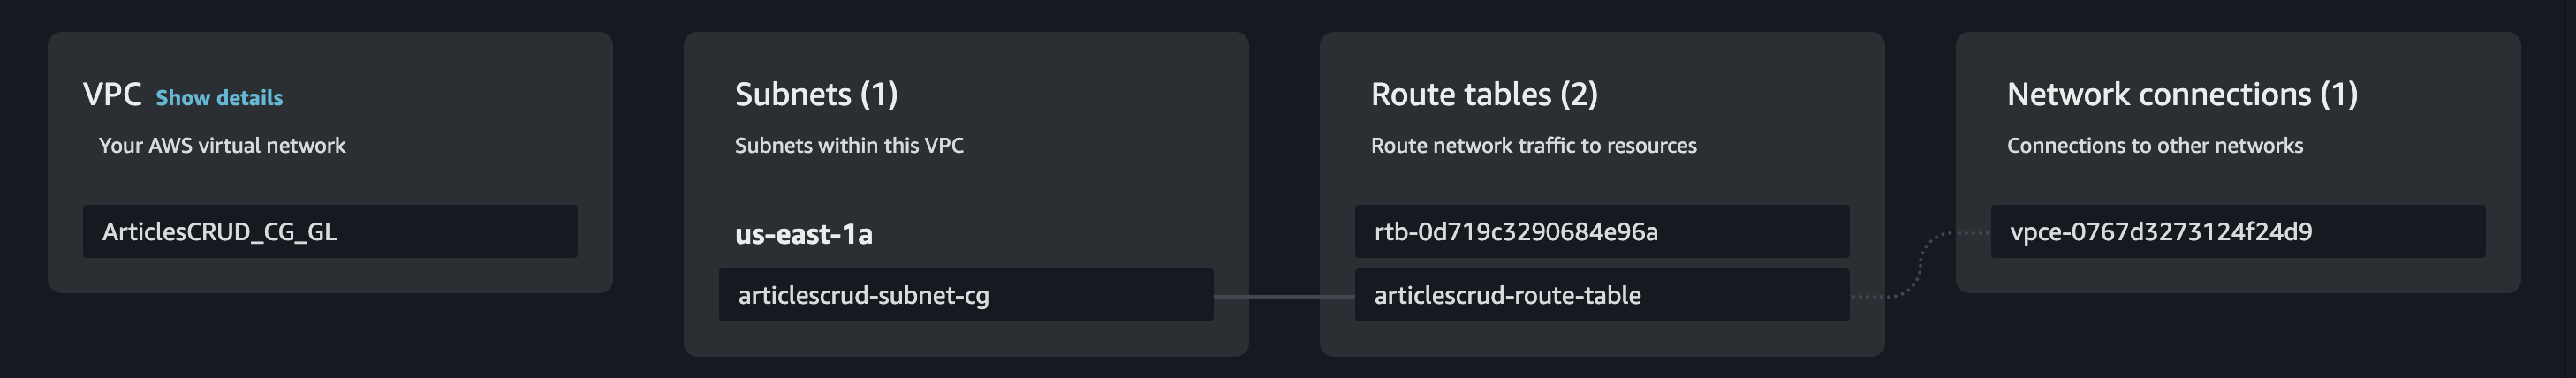 VPC Show details
Your AWS virtual network
ArticlesCRUD_CG_GL
Subnets (1)
Subnets within this VPC
us-east-1a
articlescrud-subnet-cg
Route tables (2)
Route network traffic to resources
rtb-0d719c3290684e96a
articlescrud-route-table
Network connections (1)
Connections to other networks
vpce-0767d3273124f24d9